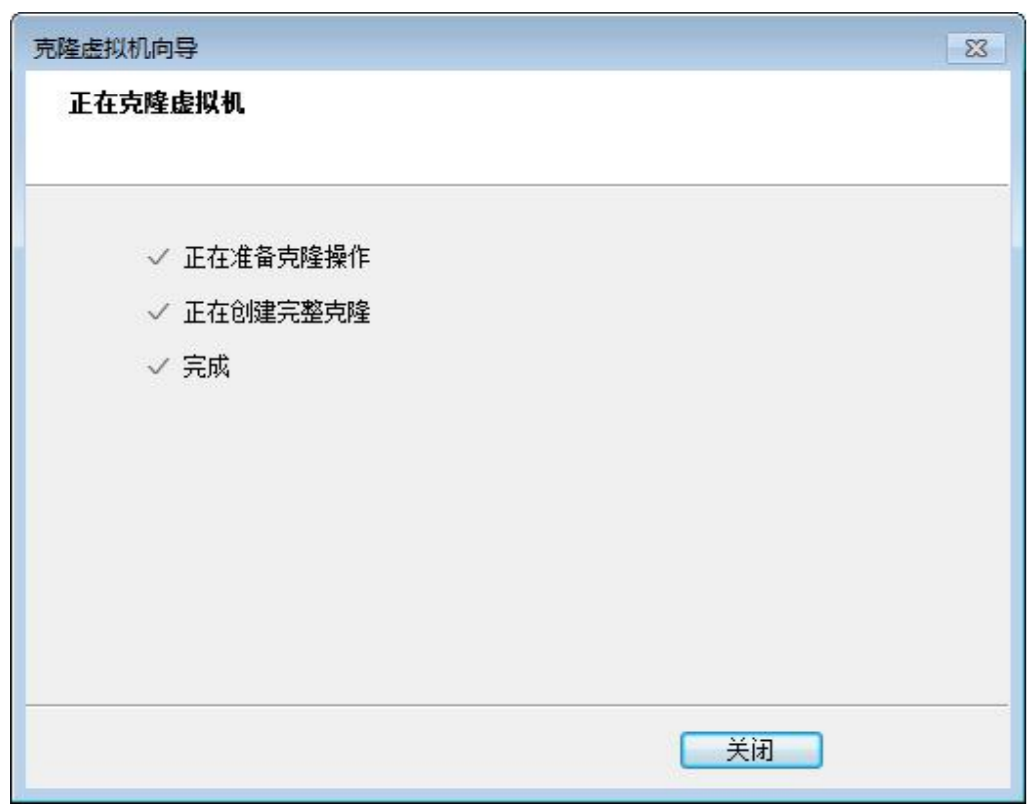 克隆虚拟机向导
正在克隆虚拟机
正在准备克隆操作
正在创建完整克隆
完成
关闭